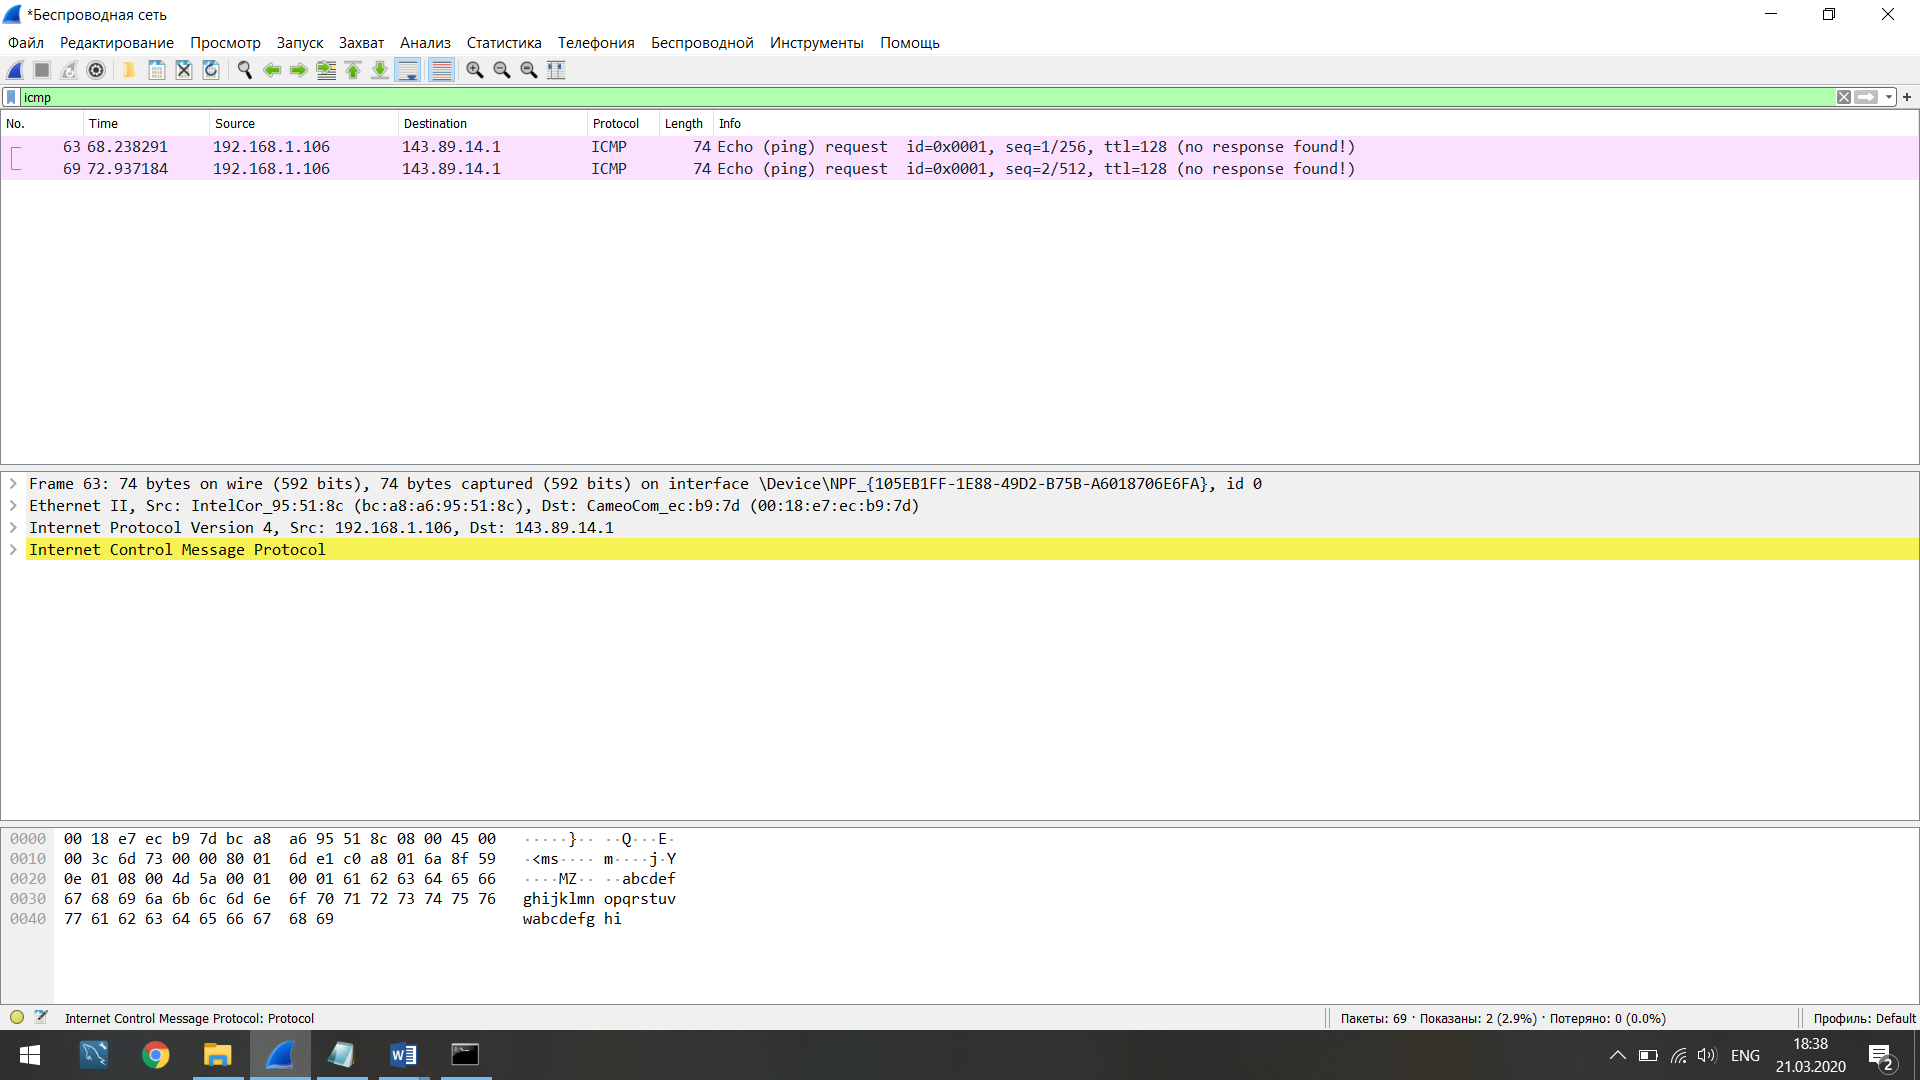 *Беспроводная сеть
Файл Редактирование Просмотр Запуск Захват Анализ Статистика Телефония Беспроводной Инструменты Помощь
icmp
No. Time Source Destination Protocol Length Info
63 68.238291 192.168.1.106 143.89.14.1 ICMP 74 Echo (ping) request id=0x0001, seq=1/256, ttl=128 (no response found!)
69 72.937184 192.168.1.106 143.89.14.1 ICMP 74 Echo (ping) request id=0x0001, seq=2/512, ttl=128 (no response found!)
Frame 63: 74 bytes on wire (592 bits), 74 bytes captured (592 bits) on interface \Device\NPF_{105EB1FF-1E88-49D2-B75B-A6018706E6FA}, id 0
Ethernet II, Src: IntelCor_95:51:8c (bc:a8:a6:95:51:8c), Dst: CameoCom_ec:b9:7d (00:18:e7:ec:b9:7d)
Internet Protocol Version 4, Src: 192.168.1.106, Dst: 143.89.14.1
Internet Control Message Protocol
0000 00 18 e7 ec b9 7d bc a8 a6 95 51 8c 08 00 45 00 ·····}·· ··Q···E·
0010 00 3c 6d 73 00 00 80 01 6d e1 c0 a8 01 6a 8f 59 ·<ms···· m····j·Y
0020 0e 01 08 00 4d 5a 00 01 00 01 61 62 63 64 65 66 ····MZ·· ··abcdef
0030 67 68 69 6a 6b 6c 6d 6e 6f 70 71 72 73 74 75 76 ghijklmn opqrstuv
0040 77 61 62 63 64 65 66 67 68 69 wabcdefg hi
Internet Control Message Protocol: Protocol
Пакеты: 69 · Показаны: 2 (2.9%) · Потеряно: 0 (0.0%)
Профиль: Default
ENG
18:38
21.03.2020
2